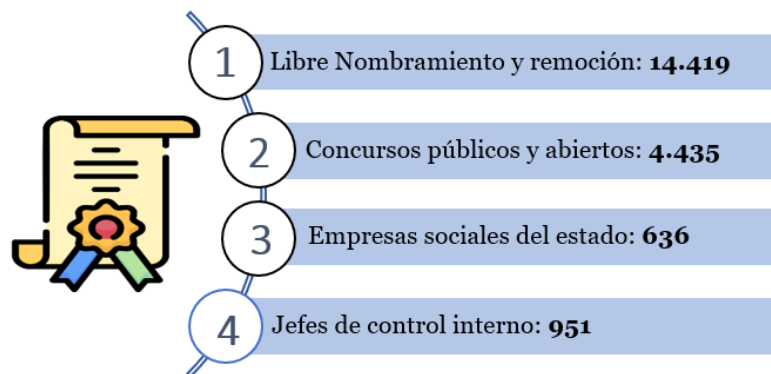 1 Libre Nombramiento y remoción: 14.419
2 Concursos públicos y abiertos: 4.435
3 Empresas sociales del estado: 636
4 Jefes de control interno: 951